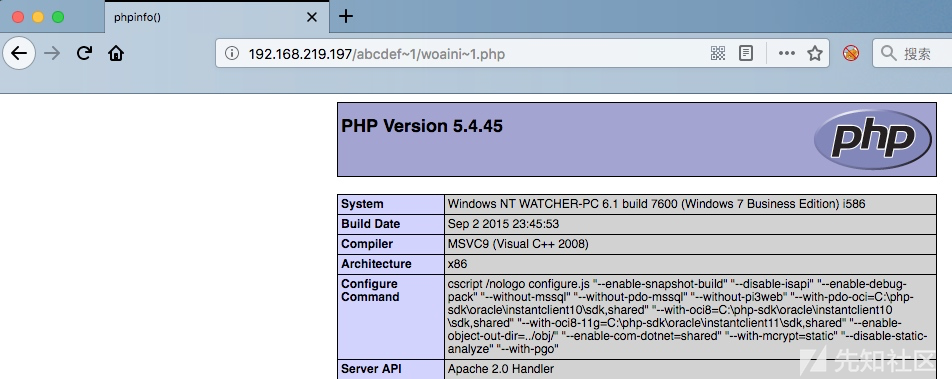 phpinfo()
192.168.219.197/abcdef~1/woaini~1.php
搜索
PHP Version 5.4.45
php
System Windows NT WATCHER-PC 6.1 build 7600 (Windows 7 Business Edition) i586
Build Date Sep 2 2015 23:45:53
Compiler MSVC9 (Visual C++ 2008)
Architecture x86
Configure Command cscript /nologo configure.js "--enable-snapshot-build" "--disable-isapi" "--enable-debug-
pack" "--without-mssql" "--without-pdo-mssql" "--without-pi3web" "--with-pdo-oci=C:\php-
sdk\oracle\instantclient10\sdk,shared" "--with-oci8=C:\php-sdk\oracle\instantclient10
\sdk,shared" "--with-oci8-11g=C:\php-sdk\oracle\instantclient11\sdk,shared" "--enable-
object-out-dir=../obj/" "--enable-com-dotnet=shared" "--with-mcrypt=static" "--disable-static-
analyze" "--with-pgo"
Server API Apache 2.0 Handler
先知社区